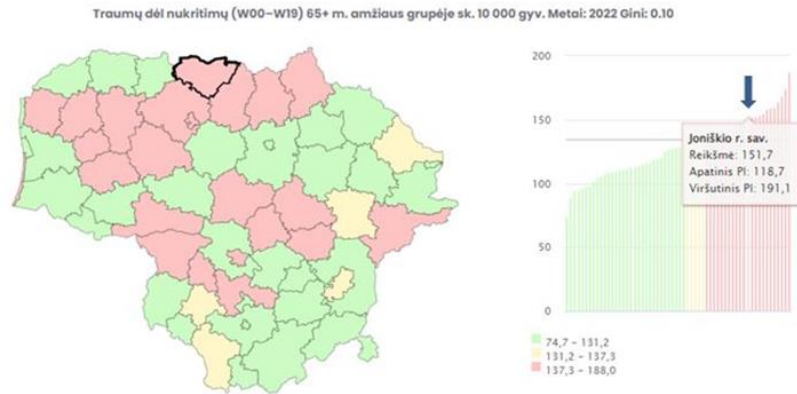 Traumų dėl nukritimų (W00–W19) 65+ m. amžiaus grupėje sk. 10 000 gyv. Metai: 2022 Gini: 0.10
200
150
100
50
0
Joniškio r. sav.
Reikšmė: 151,7
Apatinis PI: 118,7
Viršutinis PI: 191,1
74,7 – 131,2
131,2 – 137,3
137,3 – 188,0